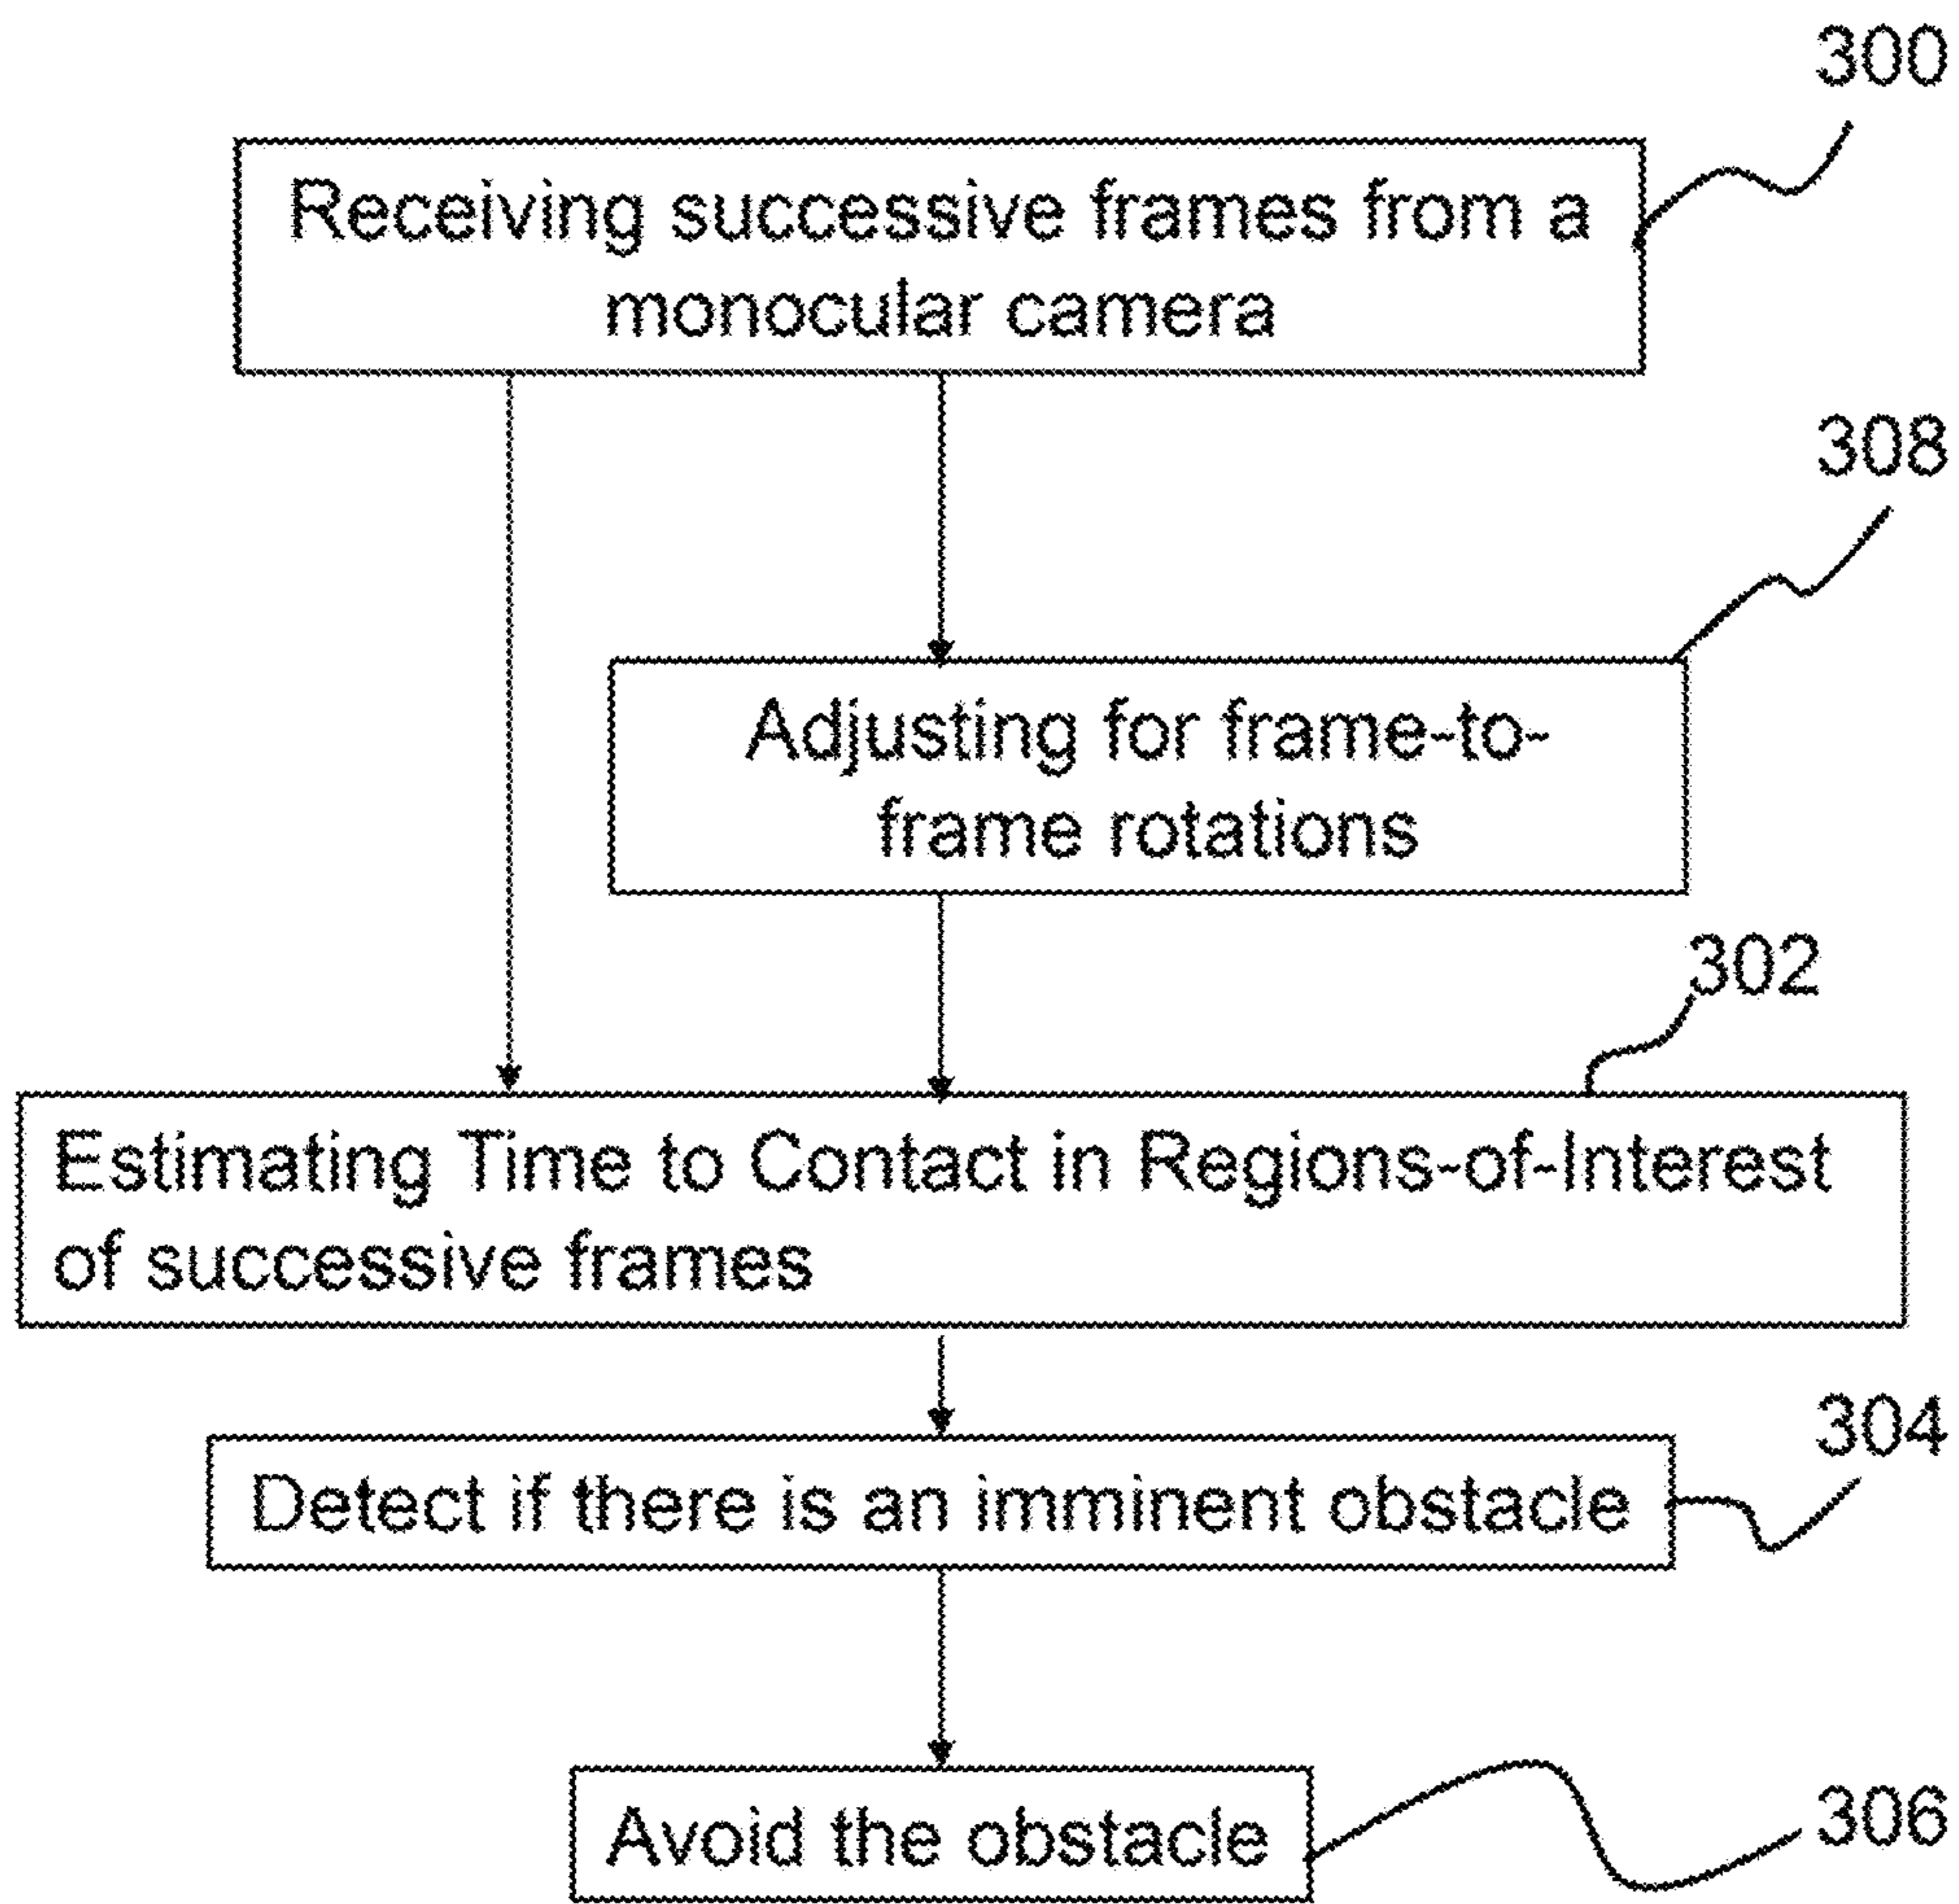 300
Receiving successive frames from a
monocular camera
308
Adjusting for frame-to-
frame rotations
302
Estimating Time to Contact in Regions-of-Interest
of successive frames
304
Detect if there is an imminent obstacle
306
Avoid the obstacle